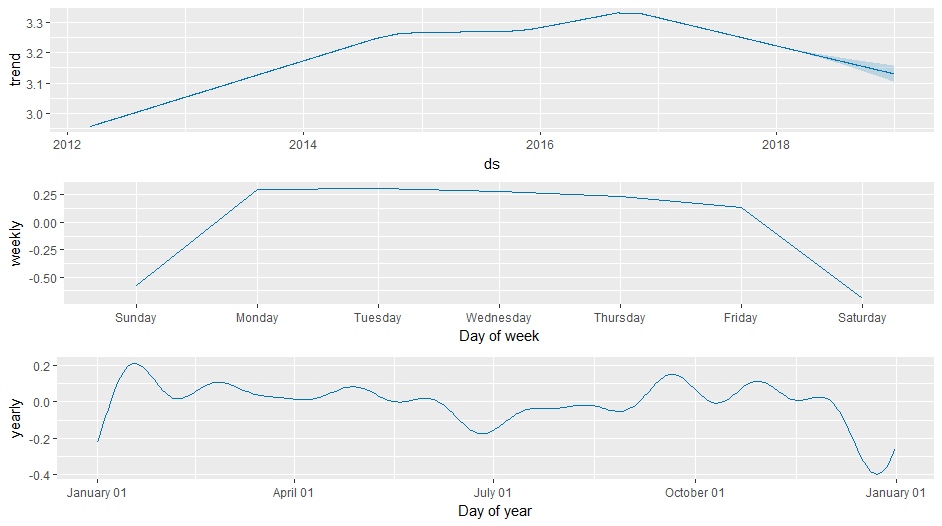 trend
3.3
3.2
3.1
3.0
2012 2014 2016 2018
ds
weekly
0.25
0.00
-0.25
-0.50
Sunday Monday Tuesday Wednesday Thursday Friday Saturday
Day of week
yearly
0.2
0.0
-0.2
-0.4
January 01 April 01 July 01 October 01 January 01
Day of year